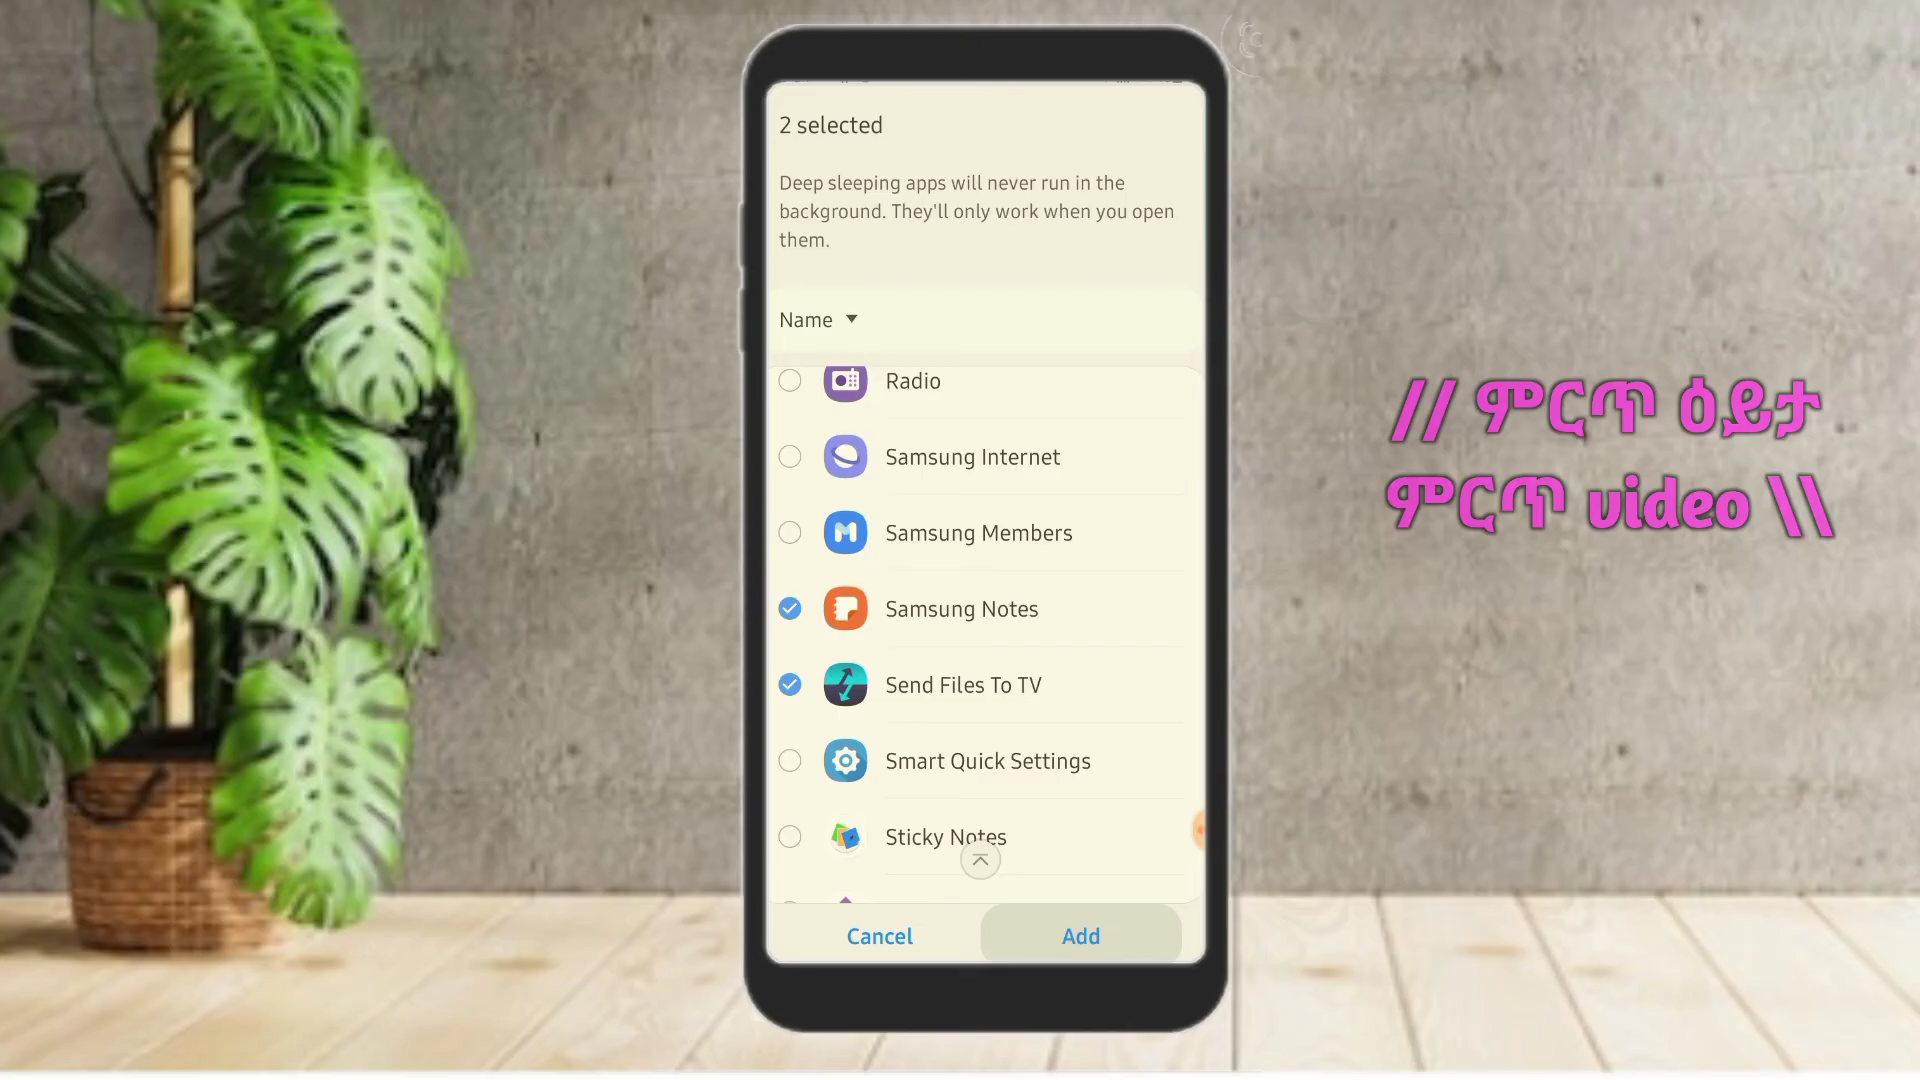 2 selected
Deep sleeping apps will never run in the
background. They'll only work when you open
them.
Name
Radio
Samsung Internet
Samsung Members
Samsung Notes
Send Files To TV
Smart Quick Settings
Sticky Notes
Cancel
Add
// ምርጥ ዕይታ
ምርጥ video \\